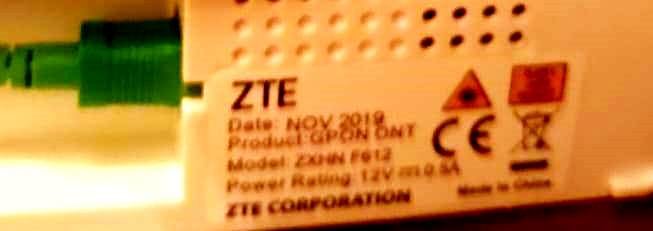 ZTE
Date: NOV 2019
Product: GPON ONT
Model: ZXHN F612
Power Rating: 12V 0.5A
ZTE CORPORATION
CE
Made in China